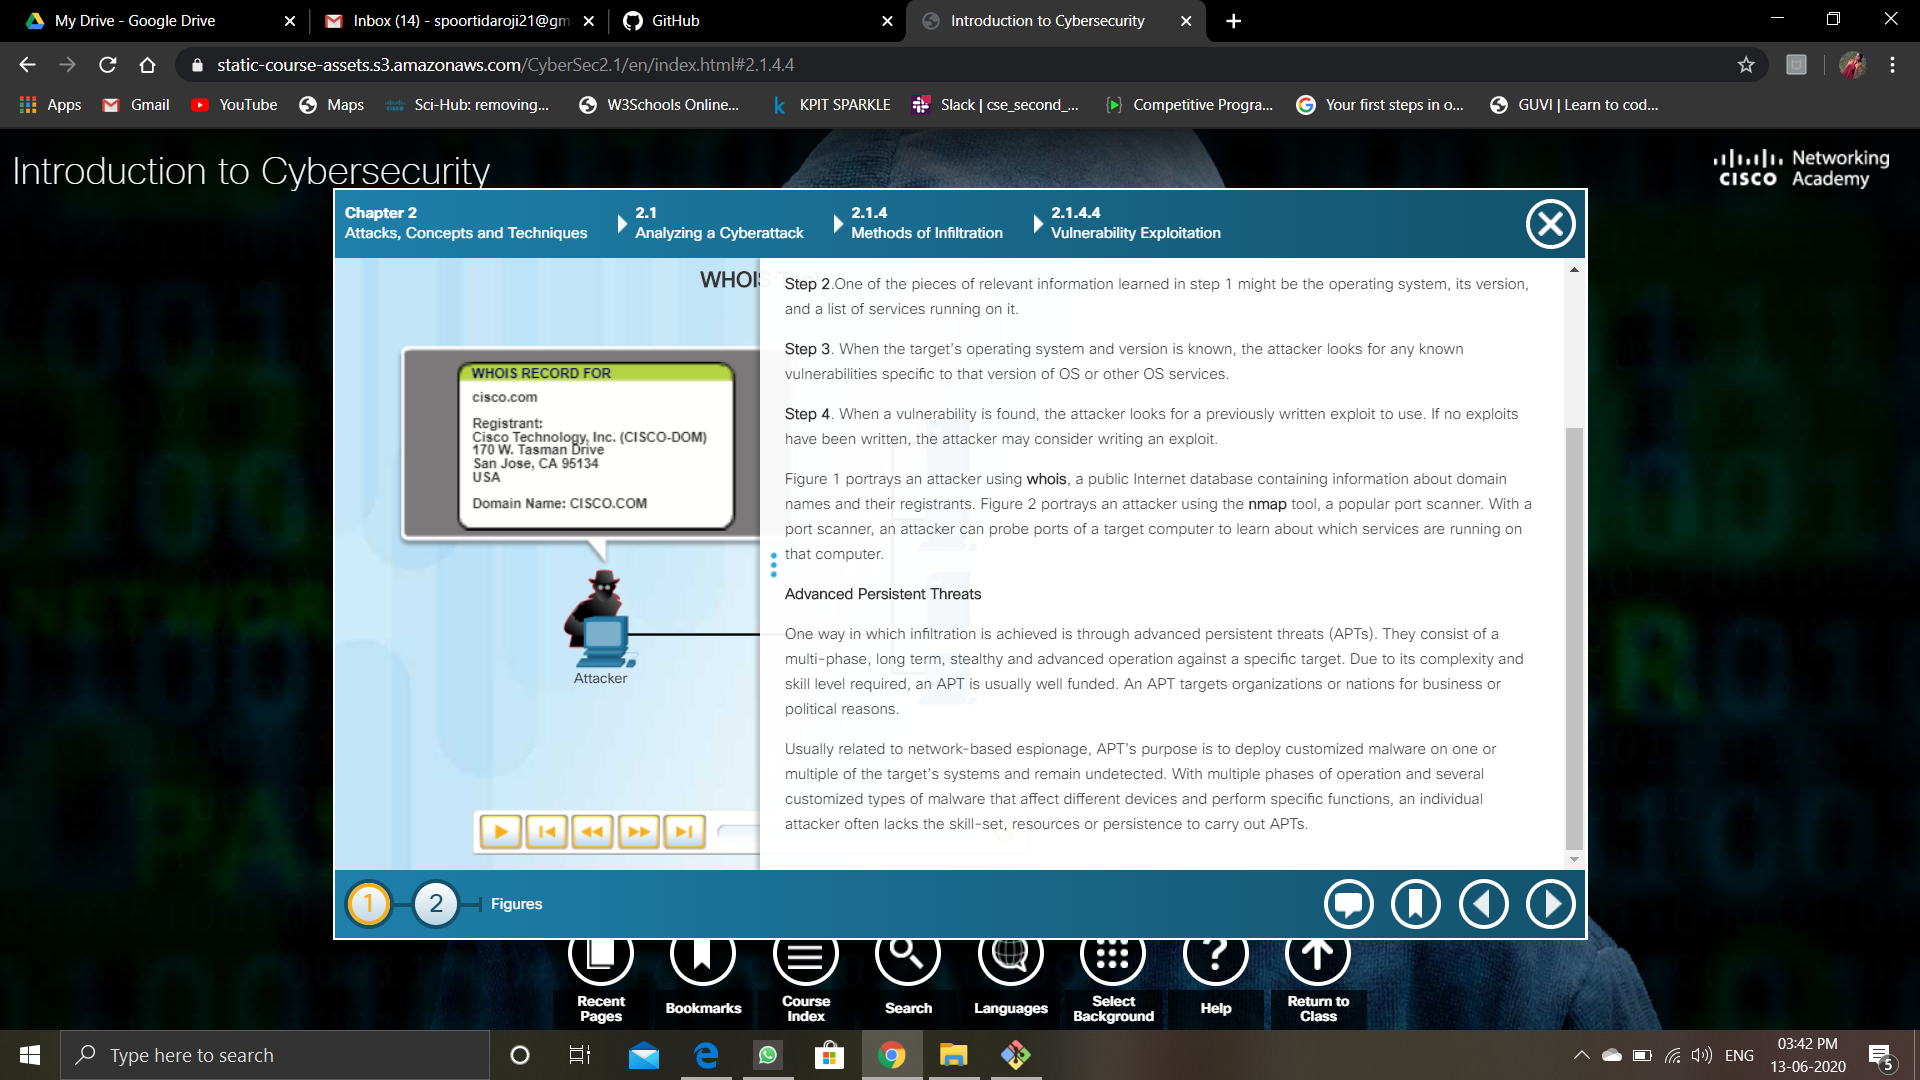 My Drive - Google Drive
Inbox (14) - spoortidaroji21@gm
GitHub
Introduction to Cybersecurity
static-course-assets.s3.amazonaws.com/CyberSec2.1/en/index.html#2.1.4.4
Apps
Gmail
YouTube
Maps
Sci-Hub: removing...
W3Schools Online...
KPIT SPARKLE
Slack | cse_second_...
Competitive Progra...
Your first steps in o...
GUVI | Learn to cod...
Introduction to Cybersecurity
CISCO
Networking
Academy
Chapter 2
Attacks, Concepts and Techniques
2.1
Analyzing a Cyberattack
2.1.4
Methods of Infiltration
2.1.4.4
Vulnerability Exploitation
WHOIS
WHOIS RECORD FOR
cisco.com
Registrant:
Cisco Technology, Inc. (CISCO-DOM)
170 W. Tasman Drive
San Jose, CA 95134
USA
Domain Name: CISCO.COM
Attacker
Step 2.One of the pieces of relevant information learned in step 1 might be the operating system, its version,
and a list of services running on it.
Step 3. When the target's operating system and version is known, the attacker looks for any known
vulnerabilities specific to that version of OS or other OS services.
Step 4. When a vulnerability is found, the attacker looks for a previously written exploit to use. If no exploits
have been written, the attacker may consider writing an exploit.
Figure 1 portrays an attacker using whois, a public Internet database containing information about domain
names and their registrants. Figure 2 portrays an attacker using the nmap tool, a popular port scanner. With a
port scanner, an attacker can probe ports of a target computer to learn about which services are running on
that computer.
Advanced Persistent Threats
One way in which infiltration is achieved is through advanced persistent threats (APTs). They consist of a
multi-phase, long term, stealthy and advanced operation against a specific target. Due to its complexity and
skill level required, an APT is usually well funded. An APT targets organizations or nations for business or
political reasons.
Usually related to network-based espionage, APT's purpose is to deploy customized malware on one or
multiple of the target's systems and remain undetected. With multiple phases of operation and several
customized types of malware that affect different devices and perform specific functions, an individual
attacker often lacks the skill-set, resources or persistence to carry out APTs.
1
2
Figures
Recent
Pages
Bookmarks
Course
Index
Search
Languages
Select
Background
Help
Return to
Class
Type here to search
ENG
03:42 PM
13-06-2020
5